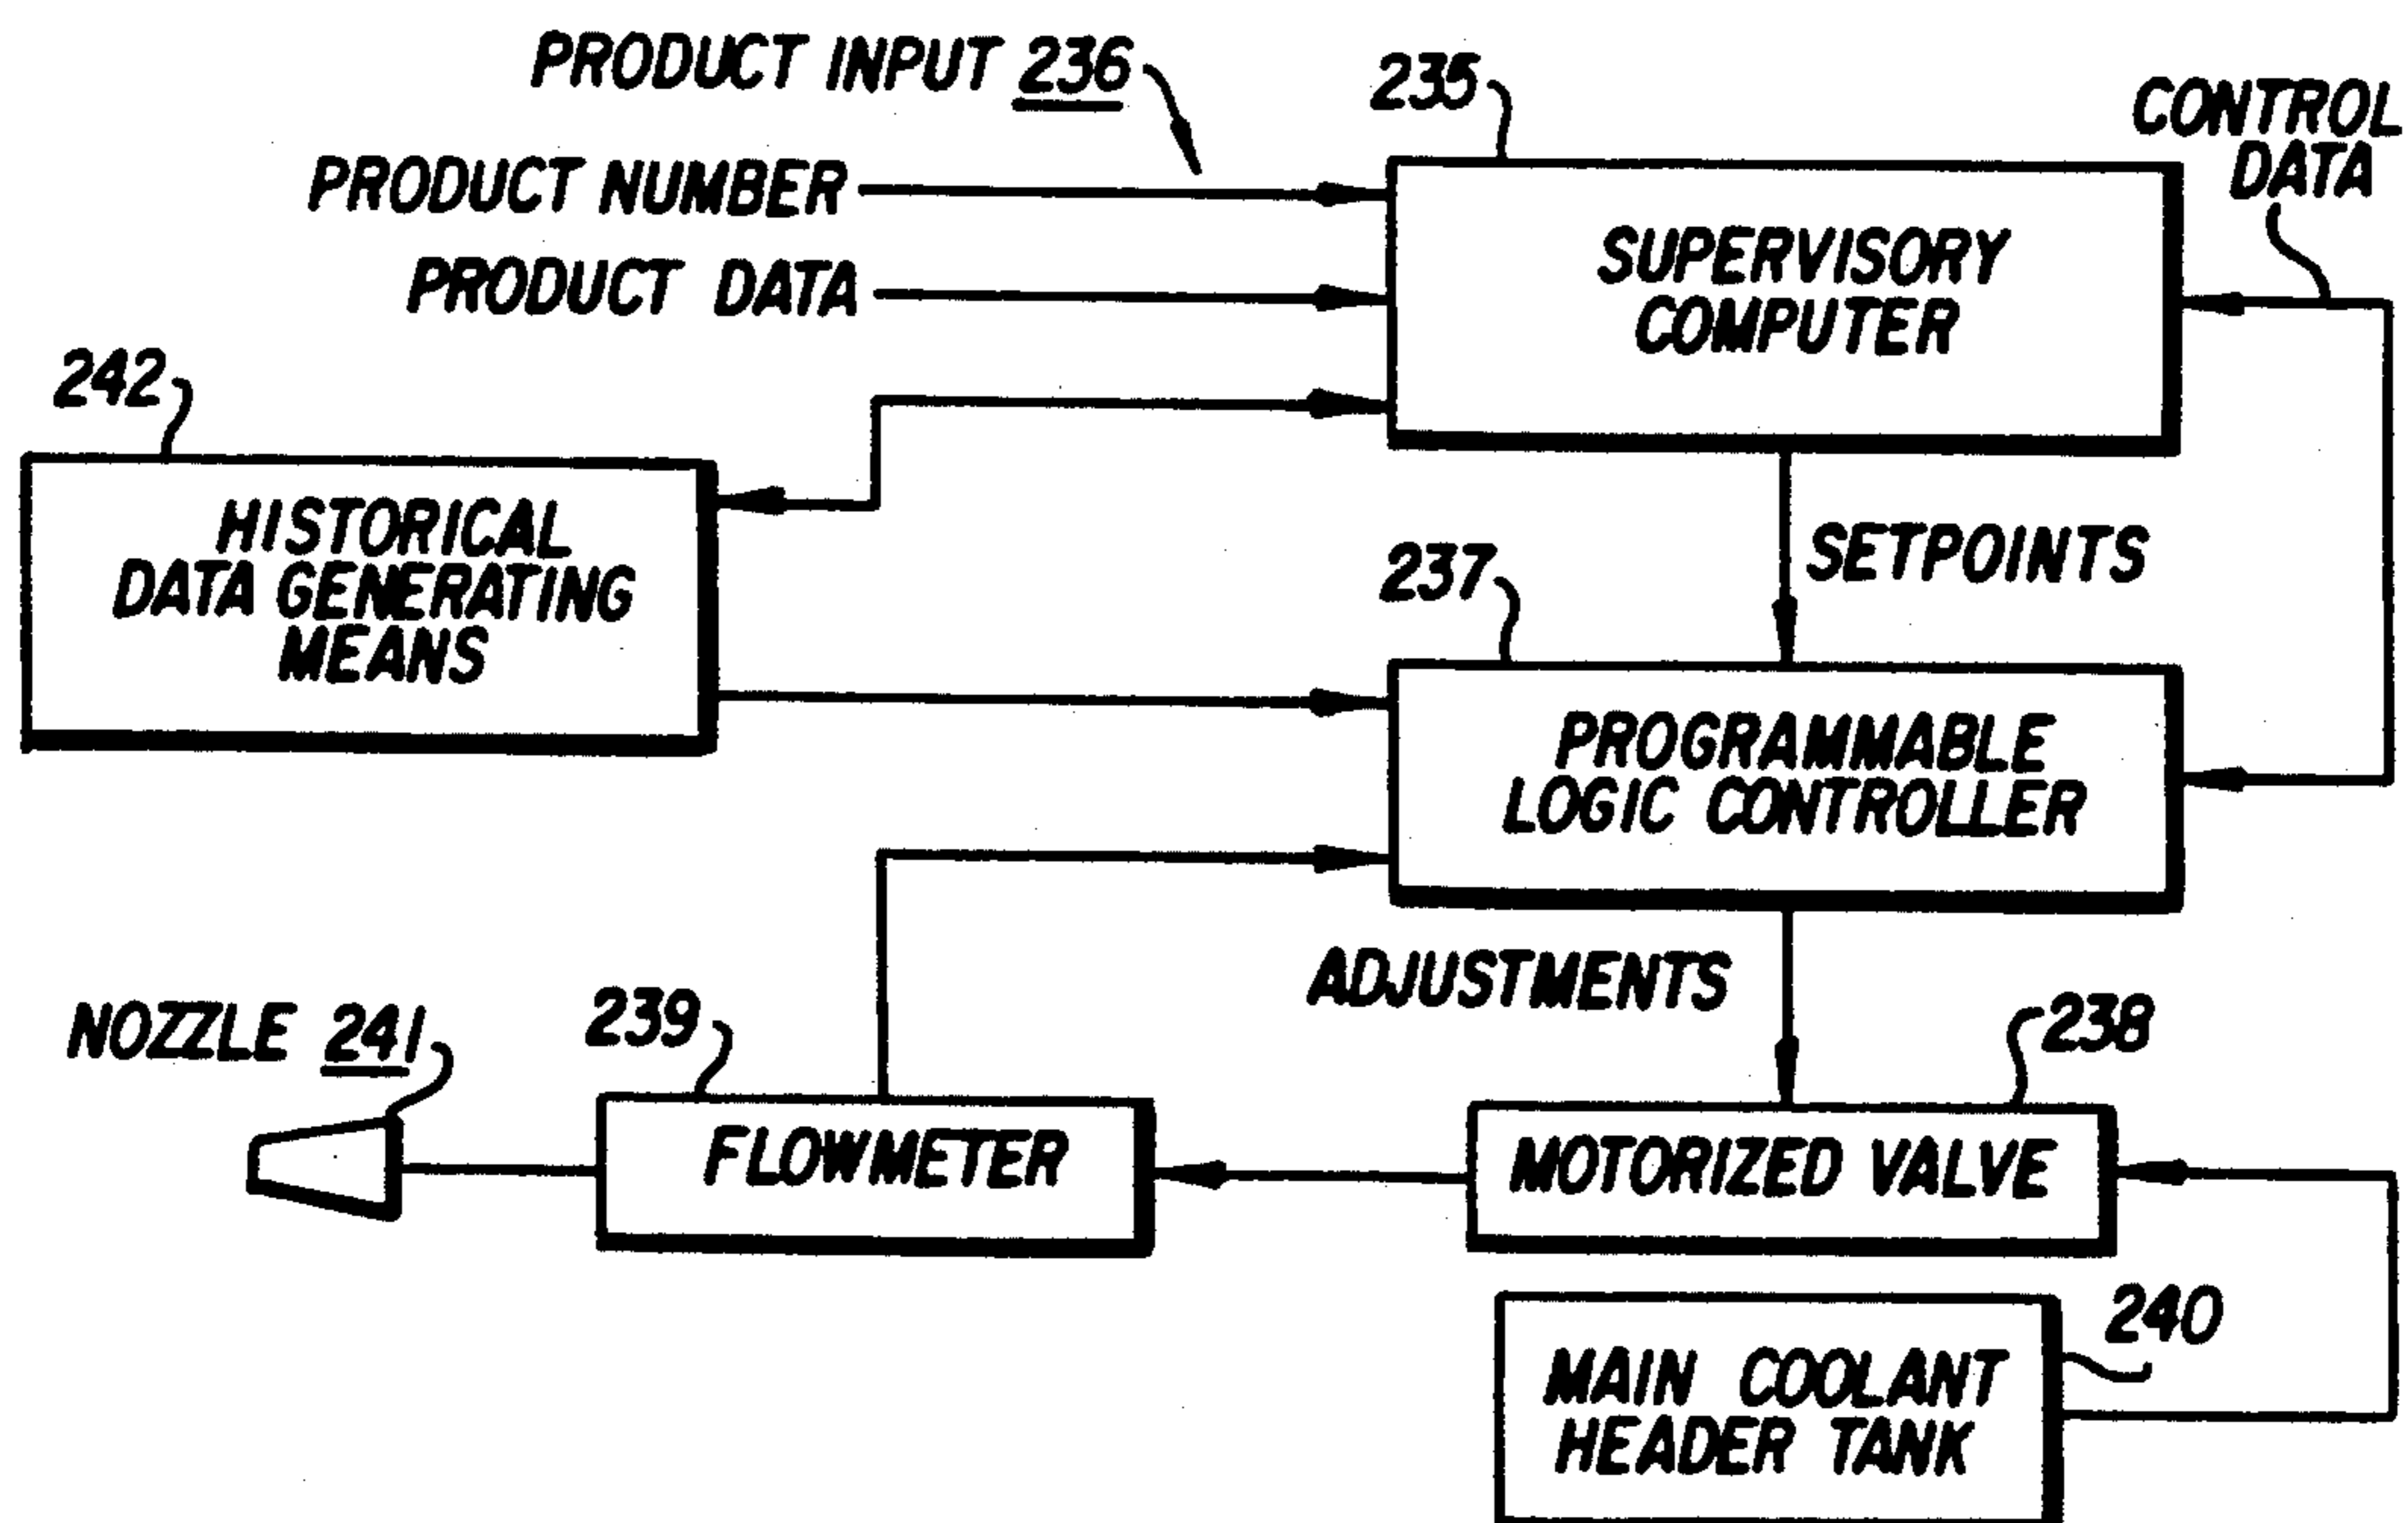 PRODUCT INPUT 236
235
CONTROL
DATA
PRODUCT NUMBER
PRODUCT DATA
SUPERVISORY
COMPUTER
242
HISTORICAL
DATA GENERATING
MEANS
SETPOINTS
237
PROGRAMMABLE
LOGIC CONTROLLER
ADJUSTMENTS
NOZZLE 241
239
238
FLOWMETER
MOTORIZED VALVE
240
MAIN COOLANT
HEADER TANK